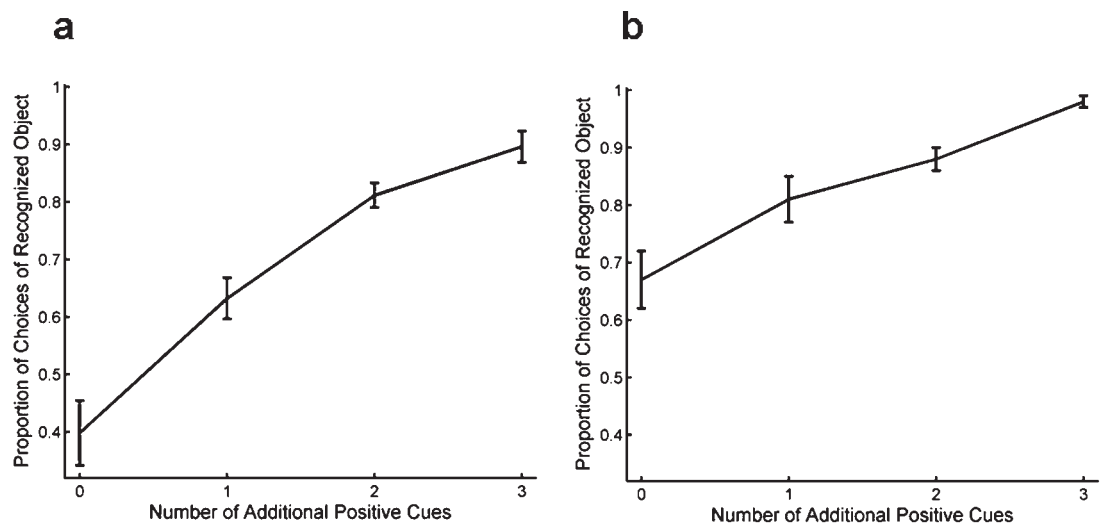 a
Proportion of Choices of Recognized Object
1
0.9
0.8
0.7
0.6
0.5
0.4
0 1 2 3
Number of Additional Positive Cues
b
Proportion of Choices of Recognized Object
1
0.9
0.8
0.7
0.6
0.5
0.4
0 1 2 3
Number of Additional Positive Cues